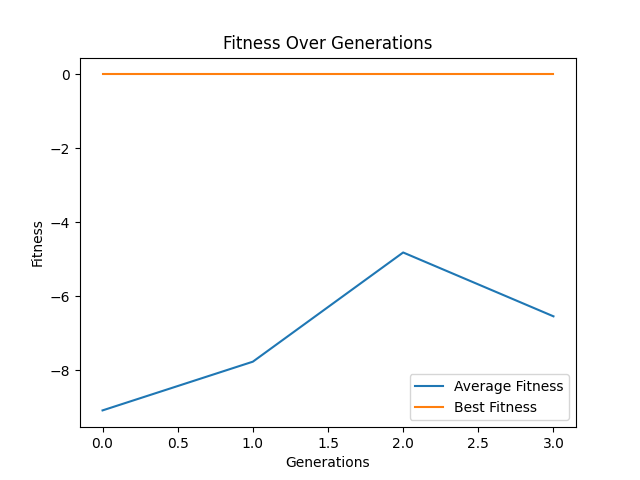 Fitness Over Generations
Fitness
0
−2
−4
−6
−8
Average Fitness
Best Fitness
0.0 0.5 1.0 1.5 2.0 2.5 3.0
Generations